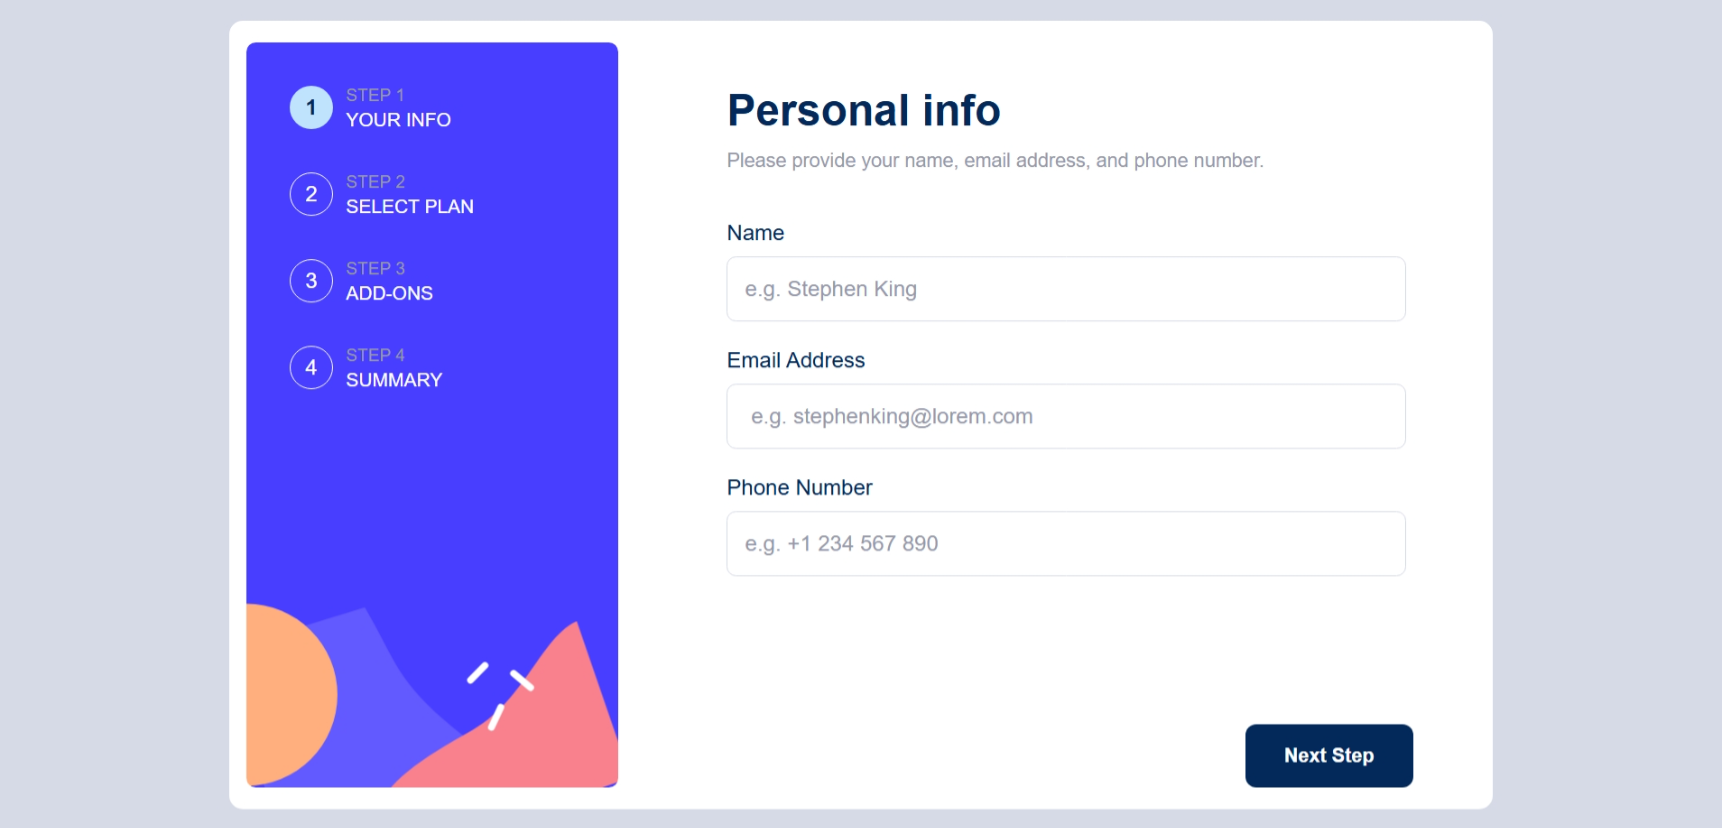 1
STEP 1
YOUR INFO
2
STEP 2
SELECT PLAN
3
STEP 3
ADD-ONS
4
STEP 4
SUMMARY
Personal info
Please provide your name, email address, and phone number.
Name
e.g. Stephen King
Email Address
e.g. stephenking@lorem.com
Phone Number
e.g. +1 234 567 890
Next Step